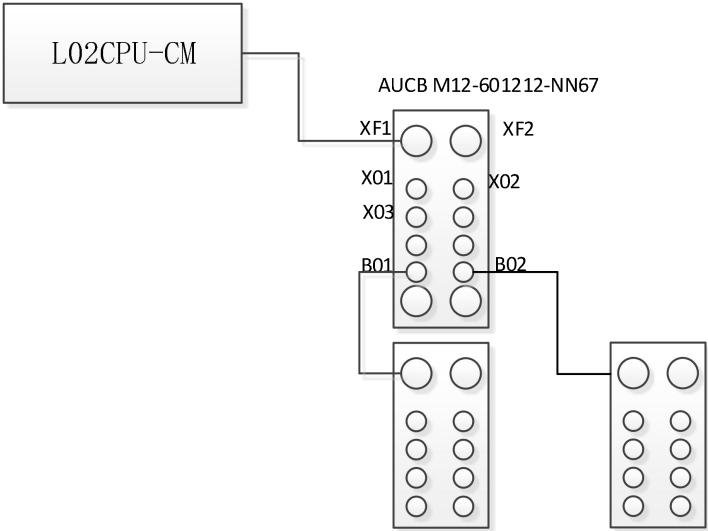 L02CPU-CM
AUCB M12-601212-NN67
XF1
XF2
X01
X02
X03
B01
B02